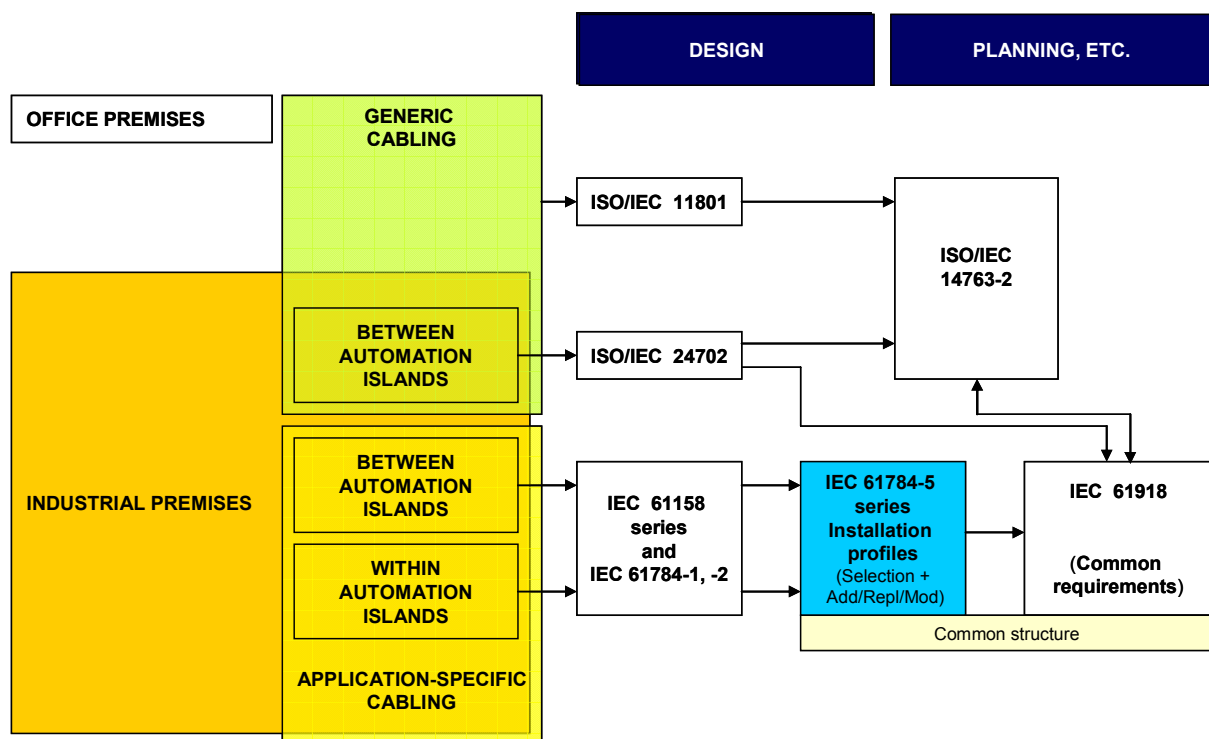 DESIGN
PLANNING, ETC.
OFFICE PREMISES
GENERIC
CABLING
ISO/IEC 11801
ISO/IEC
14763-2
BETWEEN
AUTOMATION
ISLANDS
ISO/IEC 24702
INDUSTRIAL PREMISES
BETWEEN
AUTOMATION
ISLANDS
WITHIN
AUTOMATION
ISLANDS
APPLICATION-SPECIFIC
CABLING
IEC 61158
series
and
IEC 61784-1, -2
IEC 61784-5
series
Installation
profiles
(Selection +
Add/Repl/Mod)
IEC 61918
(Common
requirements)
Common structure